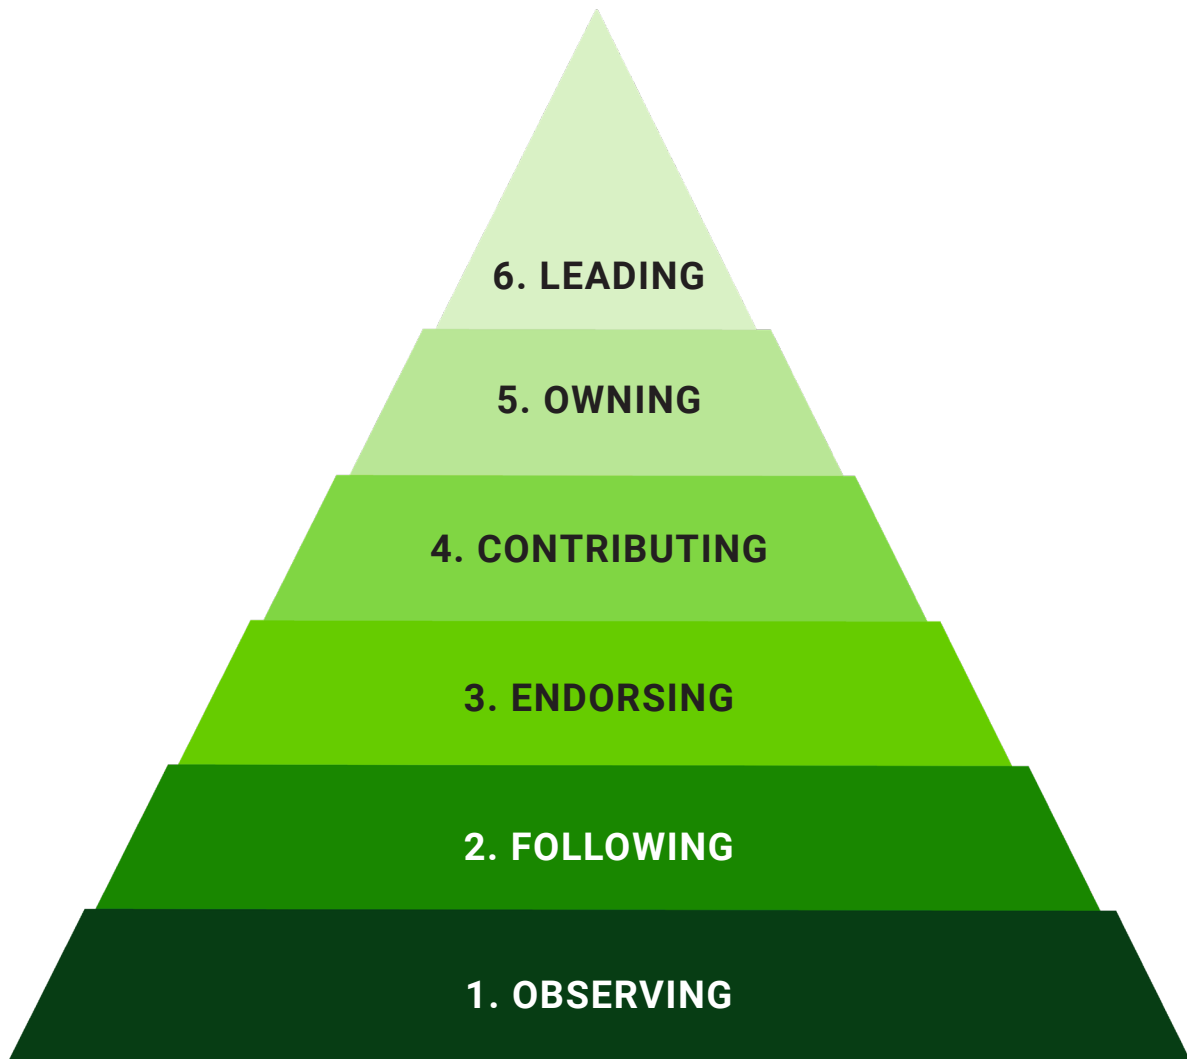 6. LEADING
5. OWNING
4. CONTRIBUTING
3. ENDORSING
2. FOLLOWING
1. OBSERVING